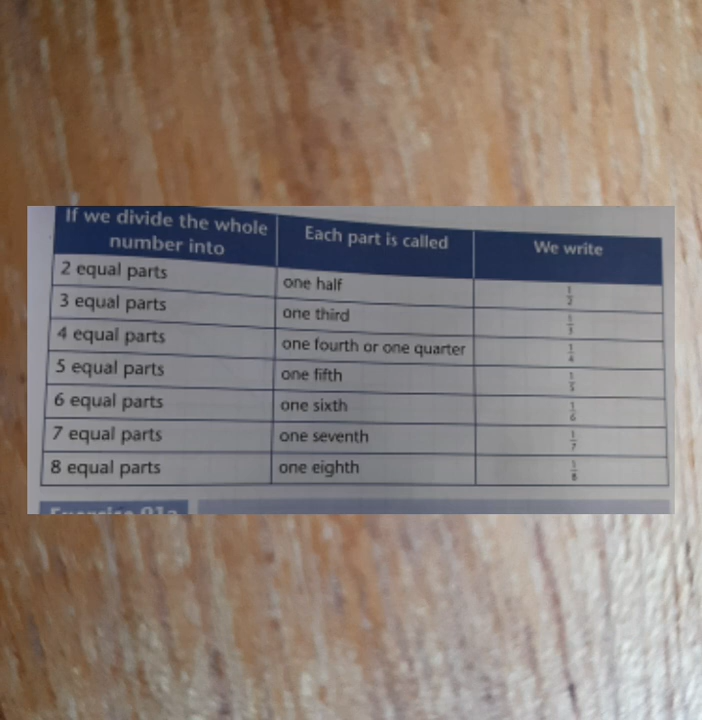 If we divide the whole number into | Each part is called | We write
2 equal parts | one half | 1/2
3 equal parts | one third | 1/3
4 equal parts | one fourth or one quarter | 1/4
5 equal parts | one fifth | 1/5
6 equal parts | one sixth | 1/6
7 equal parts | one seventh | 1/7
8 equal parts | one eighth | 1/8